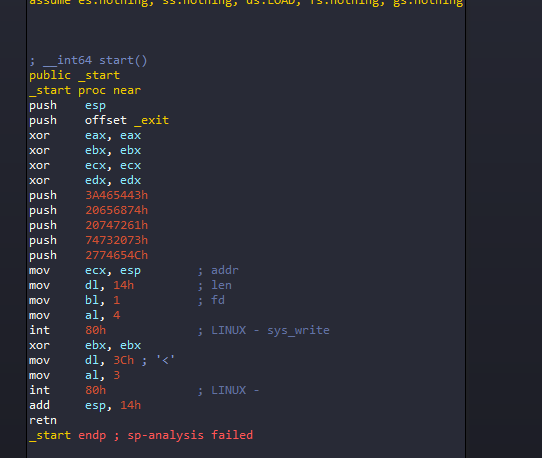 assume es:nothing, ss:nothing, ds:LOAD, fs:nothing, gs:nothing
; __int64 start()
public _start
_start proc near
push    esp
push    offset _exit
xor     eax, eax
xor     ebx, ebx
xor     ecx, ecx
xor     edx, edx
push    3A465443h
push    20656874h
push    20747261h
push    74732073h
push    2774654Ch
mov     ecx, esp        ; addr
mov     dl, 14h         ; len
mov     bl, 1           ; fd
mov     al, 4
int     80h             ; LINUX - sys_write
xor     ebx, ebx
mov     dl, 3Ch ; '<'
mov     al, 3
int     80h             ; LINUX -
add     esp, 14h
retn
_start endp ; sp-analysis failed